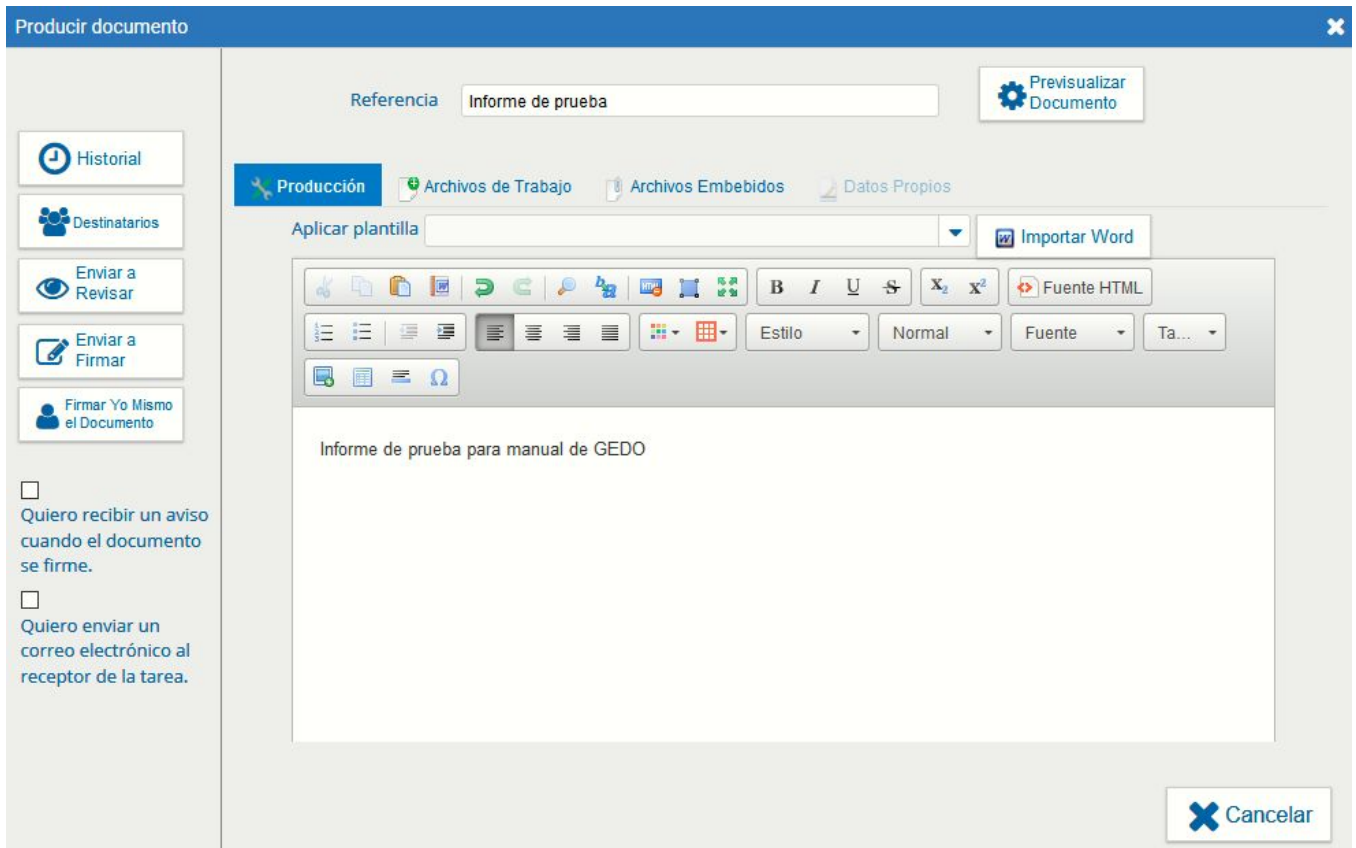 Producir documento
Referencia
Informe de prueba
Previsualizar
Documento
Historial
Destinatarios
Enviar a
Revisar
Enviar a
Firmar
Firmar Yo Mismo
el Documento
Quiero recibir un aviso
cuando el documento
se firme.
Quiero enviar un
correo electrónico al
receptor de la tarea.
Producción
Archivos de Trabajo
Archivos Embebidos
Datos Propios
Aplicar plantilla
Importar Word
B I U S X₂ X² Fuente HTML
Estilo Normal Fuente Ta...
Ω
Informe de prueba para manual de GEDO
Cancelar